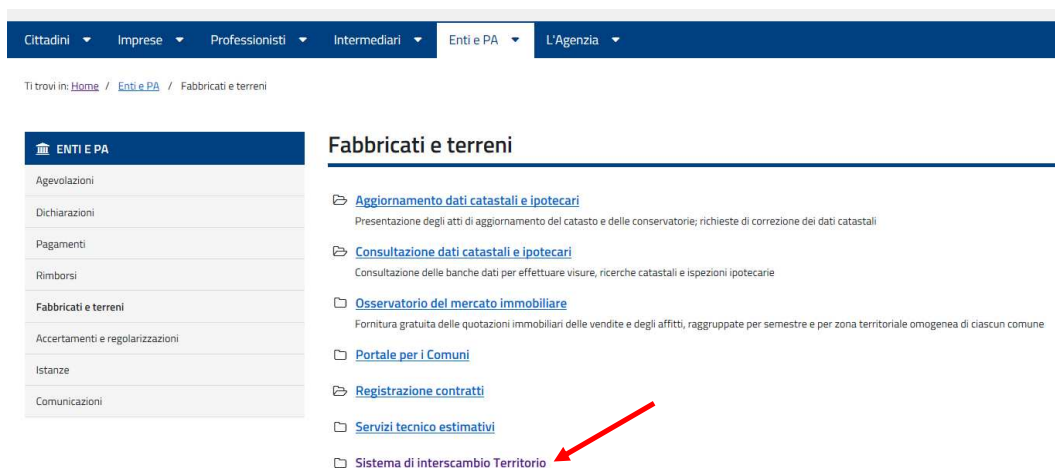 Cittadini Imprese Professionisti Intermediari Enti e PA L'Agenzia
Ti trovi in: Home / Enti e PA / Fabbricati e terreni
ENTI E PA
Agevolazioni
Dichiarazioni
Pagamenti
Rimborsi
Fabbricati e terreni
Accertamenti e regolarizzazioni
Istanze
Comunicazioni
Fabbricati e terreni
Aggiornamento dati catastali e ipotecari
Presentazione degli atti di aggiornamento del catasto e delle conservatorie; richieste di correzione dei dati catastali
Consultazione dati catastali e ipotecari
Consultazione delle banche dati per effettuare visure, ricerche catastali e ispezioni ipotecarie
Osservatorio del mercato immobiliare
Fornitura gratuita delle quotazioni immobiliari delle vendite e degli affitti, raggruppate per semestre e per zona territoriale omogenea di ciascun comune
Portale per i Comuni
Registrazione contratti
Servizi tecnico estimativi
Sistema di interscambio Territorio